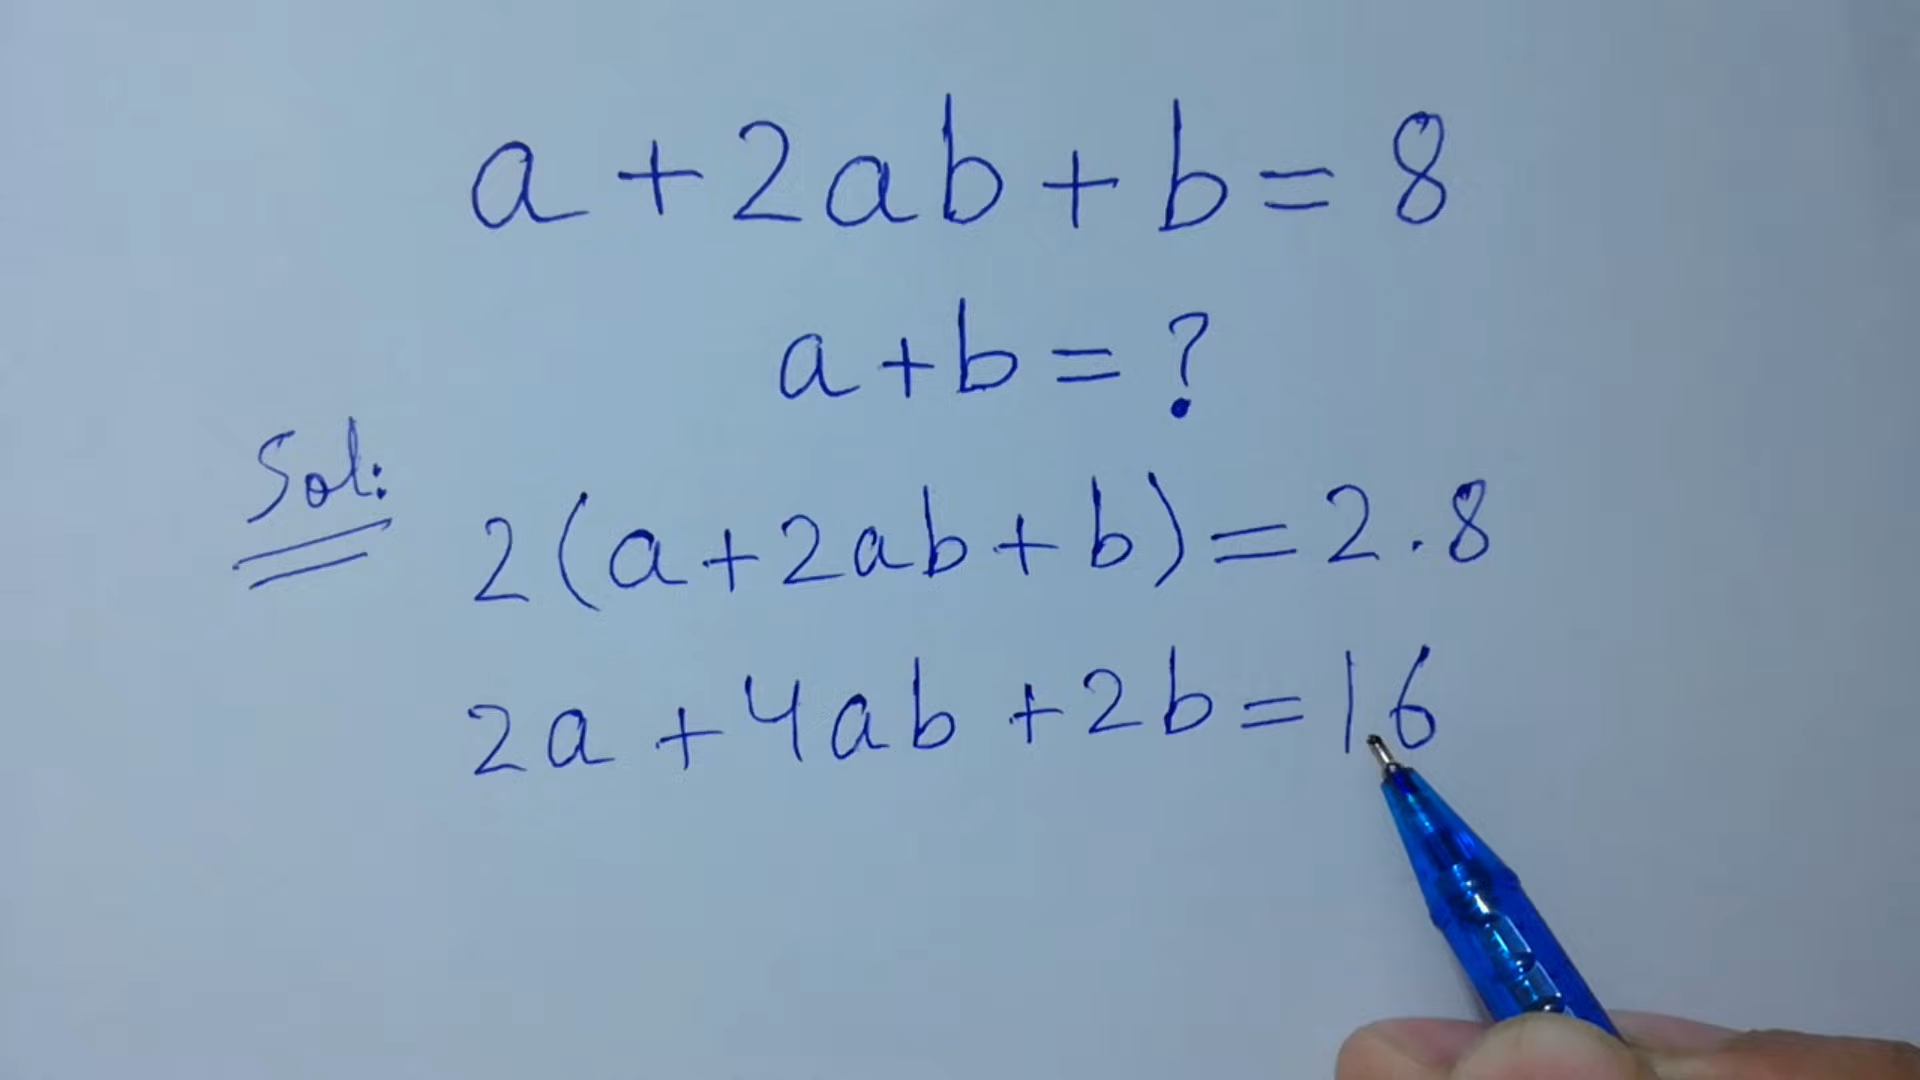 a + 2ab + b = 8
a + b = ?
Sol:
2(a + 2ab + b) = 2.8
2a + 4ab + 2b = 16